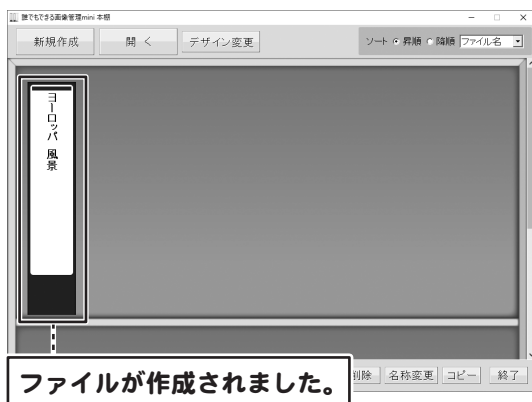 誰でもできる画像管理mini 本棚
新規作成
開 く
デザイン変更
ソート 昇順 降順 ファイル名
ヨーロッパ 風景
削除
名称変更
コピー
終了
ファイルが作成されました。